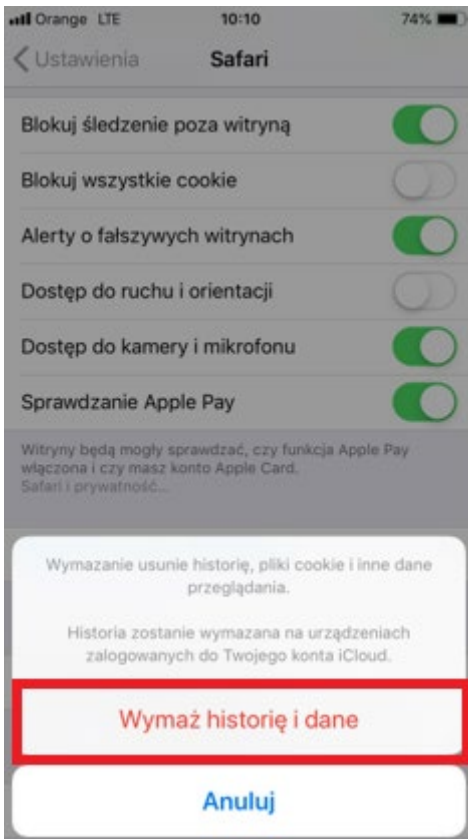 Orange LTE 10:10 74%
Ustawienia Safari
Blokuj śledzenie poza witryną
Blokuj wszystkie cookie
Alerty o fałszywych witrynach
Dostęp do ruchu i orientacji
Dostęp do kamery i mikrofonu
Sprawdzanie Apple Pay
Witryny będą mogły sprawdzać, czy funkcja Apple Pay
włączona i czy masz konto Apple Card.
Safari i prywatność...
Wymazanie usunie historię, pliki cookie i inne dane
przeglądania.
Historia zostanie wymazana na urządzeniach
zalogowanych do Twojego konta iCloud.
Wymaż historię i dane
Anuluj